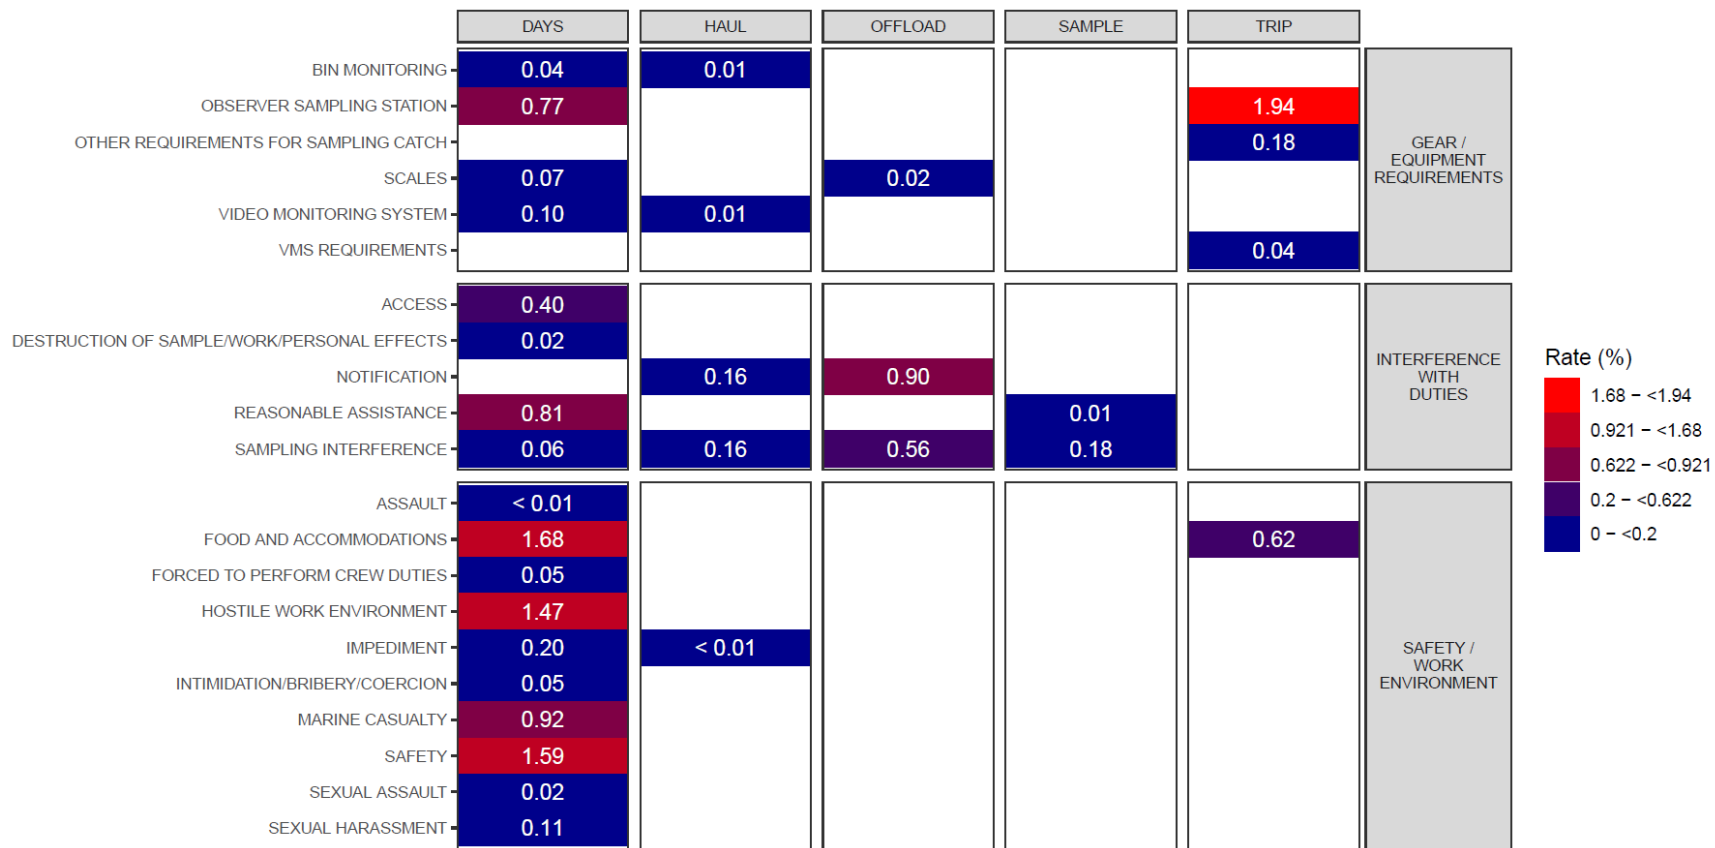 DAYS HAUL OFFLOAD SAMPLE TRIP
BIN MONITORING 0.04 0.01
OBSERVER SAMPLING STATION 0.77 1.94
OTHER REQUIREMENTS FOR SAMPLING CATCH 0.18
SCALES 0.07 0.02
VIDEO MONITORING SYSTEM 0.10 0.01
VMS REQUIREMENTS 0.04
GEAR /
EQUIPMENT
REQUIREMENTS
ACCESS 0.40
DESTRUCTION OF SAMPLE/WORK/PERSONAL EFFECTS 0.02
NOTIFICATION 0.16 0.90
REASONABLE ASSISTANCE 0.81 0.01
SAMPLING INTERFERENCE 0.06 0.16 0.56 0.18
INTERFERENCE
WITH
DUTIES
ASSAULT < 0.01
FOOD AND ACCOMMODATIONS 1.68 0.62
FORCED TO PERFORM CREW DUTIES 0.05
HOSTILE WORK ENVIRONMENT 1.47
IMPEDIMENT 0.20 < 0.01
INTIMIDATION/BRIBERY/COERCION 0.05
MARINE CASUALTY 0.92
SAFETY 1.59
SEXUAL ASSAULT 0.02
SEXUAL HARASSMENT 0.11
SAFETY /
WORK
ENVIRONMENT
Rate (%)
1.68 − <1.94
0.921 − <1.68
0.622 − <0.921
0.2 − <0.622
0 − <0.2